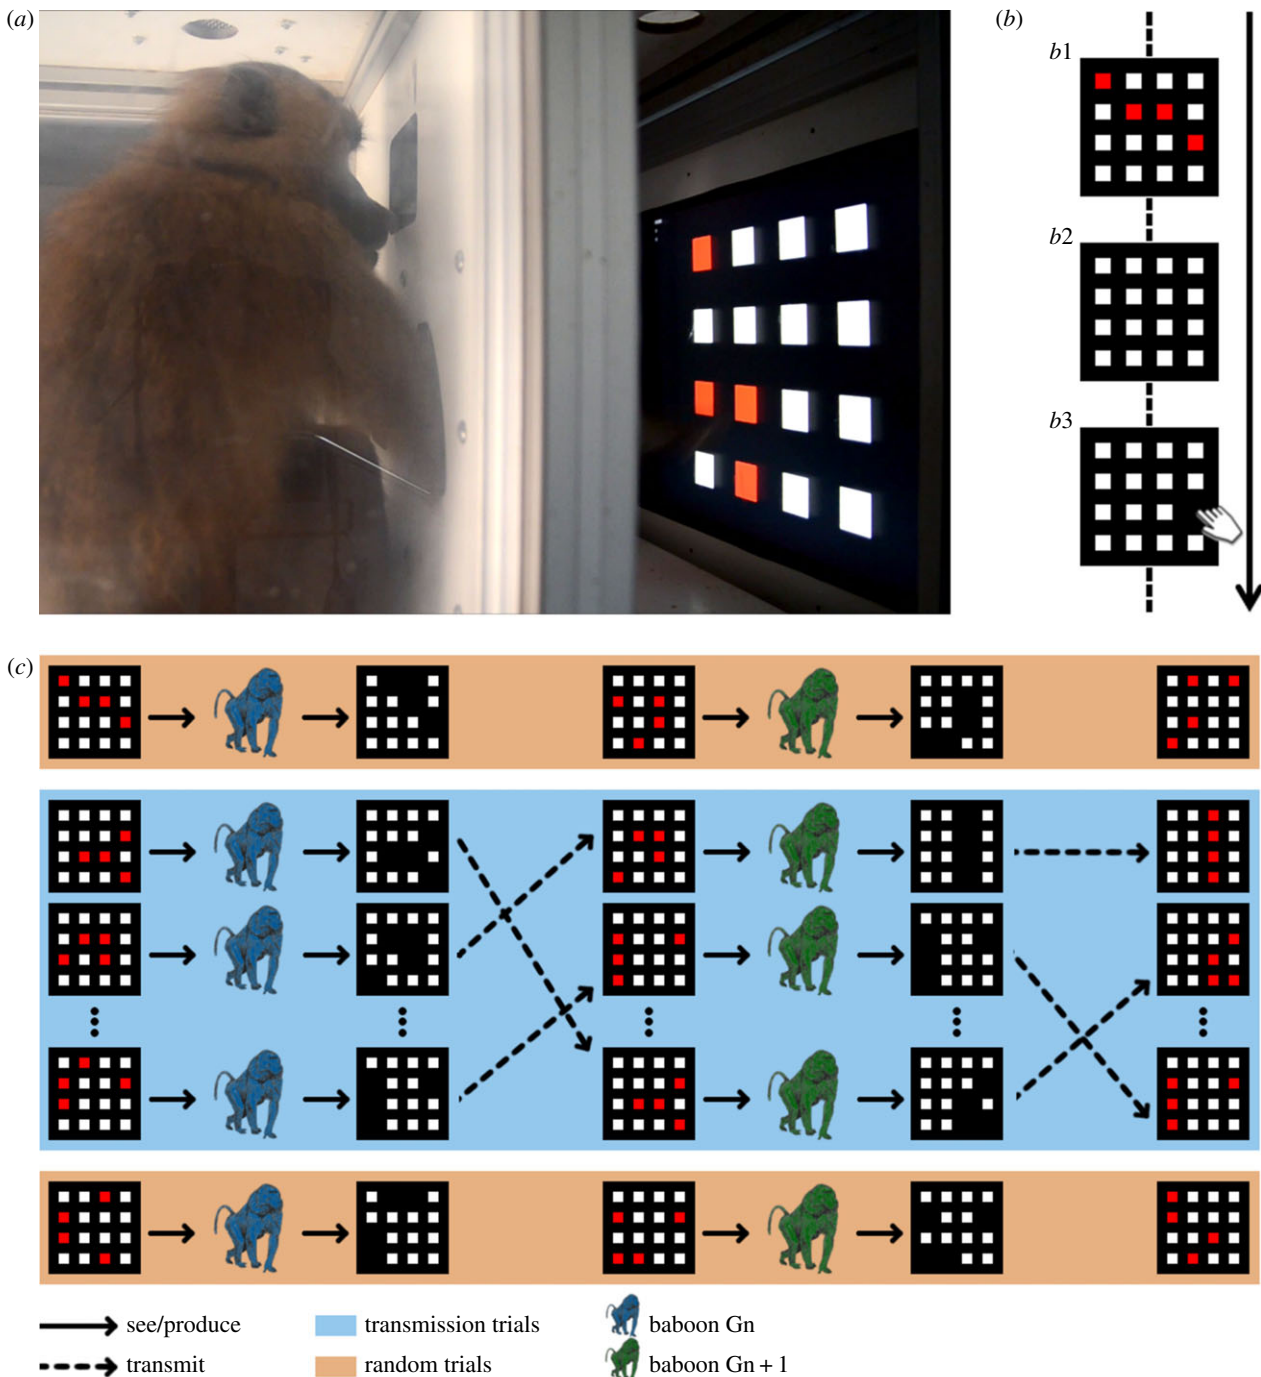 (a)
(b)
b1
b2
b3
(c)
see/produce
transmission trials
baboon Gn
transmit
random trials
baboon Gn + 1